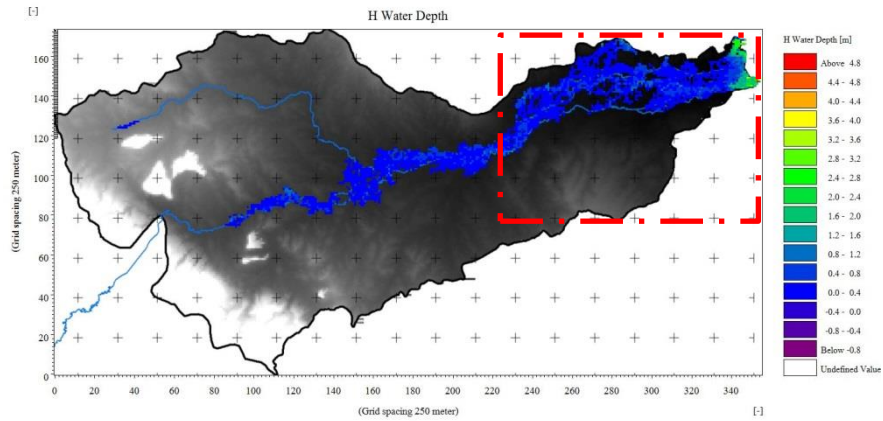 [-]
H Water Depth
160
140
120
100
80
60
40
20
0
(Grid spacing 250 meter)
0 20 40 60 80 100 120 140 160 180 200 220 240 260 280 300 320 340
(Grid spacing 250 meter)
[-]
H Water Depth [m]
Above 4.8
4.4 - 4.8
4.0 - 4.4
3.6 - 4.0
3.2 - 3.6
2.8 - 3.2
2.4 - 2.8
2.0 - 2.4
1.6 - 2.0
1.2 - 1.6
0.8 - 1.2
0.4 - 0.8
0.0 - 0.4
-0.4 - 0.0
-0.8 - -0.4
Below -0.8
Undefined Value